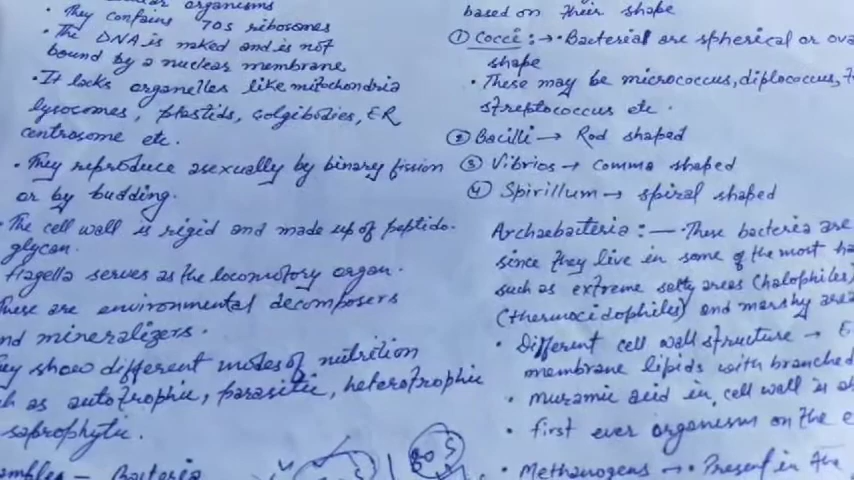 organisms
• They contains 70s ribosomes
• The DNA is naked and is not
bound by a nuclear membrane
• It lacks organelles like mitochondria
lysocomes, plastids, Golgibodies, ER
centrosome etc.
• They reproduce asexually by binary fission
or by budding.
• The cell wall is rigid and made up of peptido-
glycan.
flagella serves as the locomotory organ.
These are environmental decomposers
and mineralizers.
They show different modes of nutrition
such as autotrophic, parasitic, heterotrophic
saprophytic.
Bacteria
based on their shape
① Cocci :→ • Bacterial are spherical or
shape
• These may be micrococcus, diplococcus,
streptococcus etc.
② Bacilli → Rod shaped
③ Vibrios → Comma shaped
④ Spirillum → spiral shaped
Archaebacteria : — • These bacteria are
since they live in some of the most
such as extreme salty areas (halophiles)
(thermoacidophiles) and marshy
• Different cell wall structure →
membrane lipids with branched
• muramic acid in cell wall is
• first ever organism on the
• Methanogens → • Present in